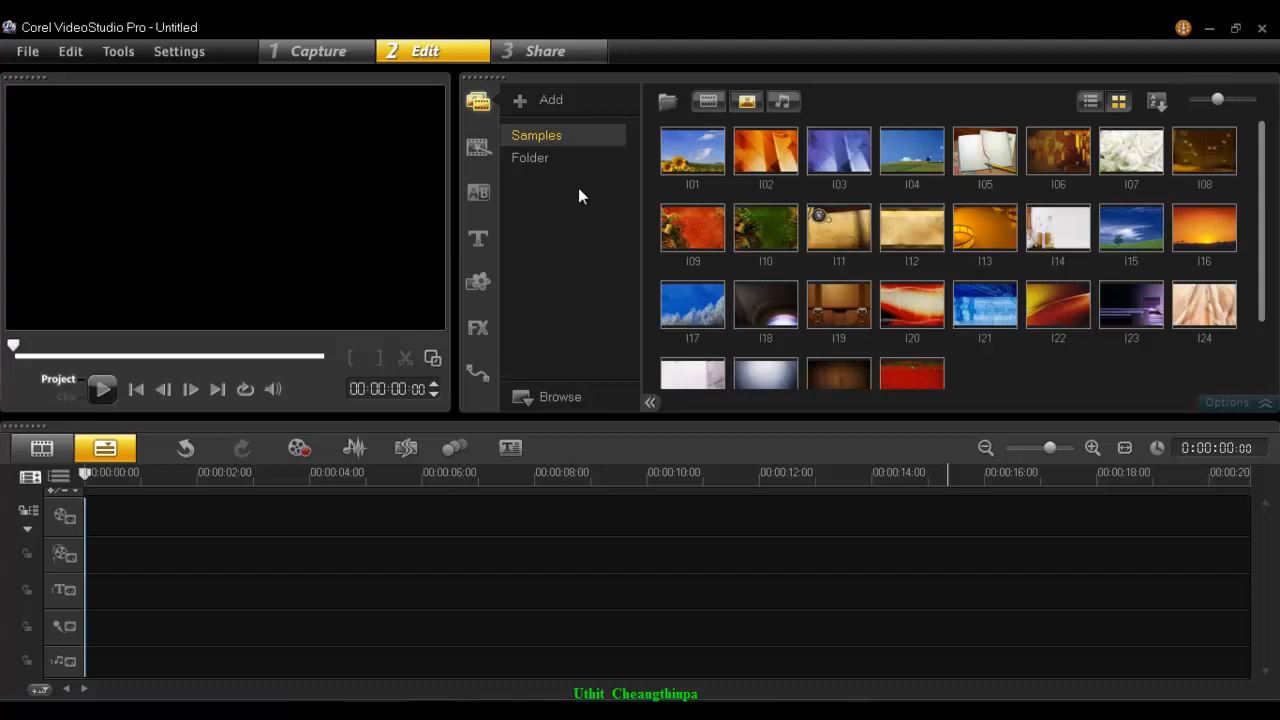 Corel VideoStudio Pro - Untitled
File Edit Tools Settings
1 Capture 2 Edit 3 Share
Add
Samples
Folder
I01 I02 I03 I04 I05 I06 I07 I08
I09 I10 I11 I12 I13 I14 I15 I16
I17 I18 I19 I20 I21 I22 I23 I24
AB
T
FX
Project
Clip
00:00:00:00
Browse
Options
0:00:00:00
00:00:00:00 00:00:02:00 00:00:04:00 00:00:06:00 00:00:08:00 00:00:10:00 00:00:12:00 00:00:14:00 00:00:16:00 00:00:18:00 00:00:20
Uthit Cheangthinpa